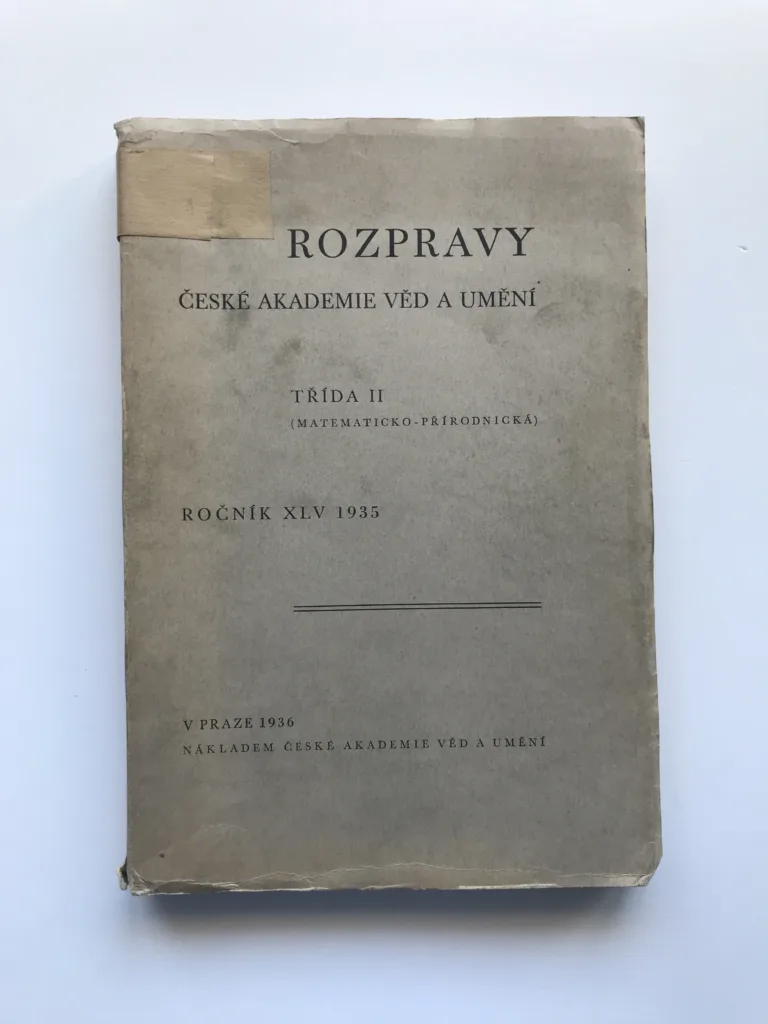 ROZPRAVY
ČESKÉ AKADEMIE VĚD A UMĚNÍ
TŘÍDA II
(MATEMATICKO-PŘÍRODNICKÁ)
ROČNÍK XLV 1935
V PRAZE 1936
NÁKLADEM ČESKÉ AKADEMIE VĚD A UMĚNÍ